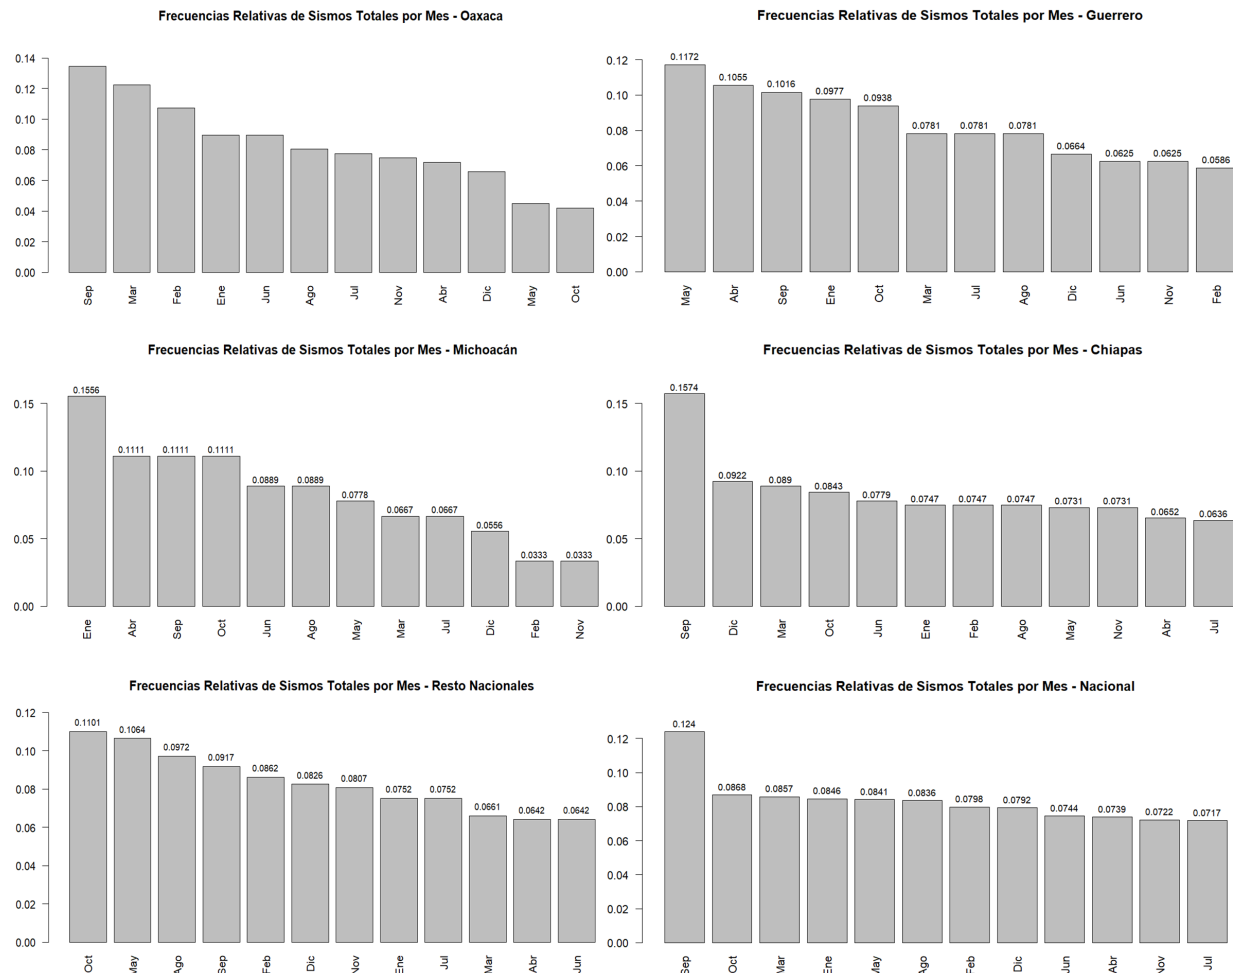 Frecuencias Relativas de Sismos Totales por Mes - Oaxaca
0.14
0.12
0.10
0.08
0.06
0.04
0.02
0.00
Sep Mar Feb Ene Jun Ago Jul Nov Abr Dic May Oct
Frecuencias Relativas de Sismos Totales por Mes - Guerrero
0.12
0.10
0.08
0.06
0.04
0.02
0.00
0.1172 0.1055 0.1016 0.0977 0.0938 0.0781 0.0781 0.0781 0.0664 0.0625 0.0625 0.0586
May Abr Sep Ene Oct Mar Jul Ago Dic Jun Nov Feb
Frecuencias Relativas de Sismos Totales por Mes - Michoacán
0.15
0.10
0.05
0.00
0.1556 0.1111 0.1111 0.1111 0.0889 0.0889 0.0778 0.0667 0.0667 0.0556 0.0333 0.0333
Ene Abr Sep Oct Jun Ago May Mar Jul Dic Feb Nov
Frecuencias Relativas de Sismos Totales por Mes - Chiapas
0.15
0.10
0.05
0.00
0.1574 0.0922 0.089 0.0843 0.0779 0.0747 0.0747 0.0747 0.0731 0.0731 0.0652 0.0636
Sep Dic Mar Oct Jun Ene Feb Ago May Nov Abr Jul
Frecuencias Relativas de Sismos Totales por Mes - Resto Nacionales
0.12
0.10
0.08
0.06
0.04
0.02
0.00
0.1101 0.1064 0.0972 0.0917 0.0862 0.0826 0.0807 0.0752 0.0752 0.0661 0.0642 0.0642
Oct May Ago Sep Feb Dic Nov Ene Jul Mar Abr Jun
Frecuencias Relativas de Sismos Totales por Mes - Nacional
0.12
0.10
0.08
0.06
0.04
0.02
0.00
0.124 0.0868 0.0857 0.0846 0.0841 0.0836 0.0798 0.0792 0.0744 0.0739 0.0722 0.0717
Sep Oct Mar Ene May Ago Feb Dic Jun Abr Nov Jul